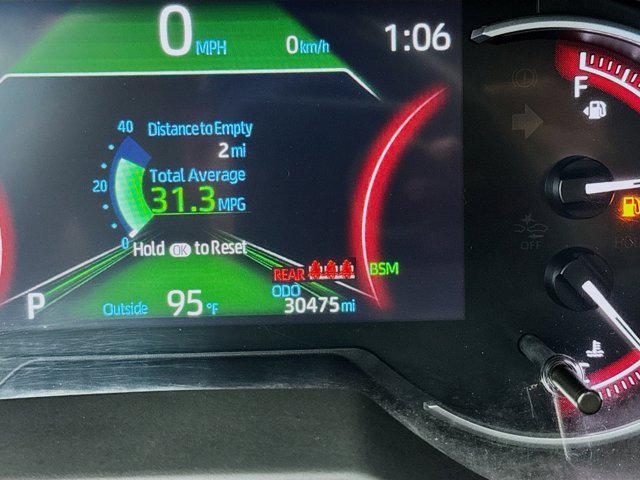 0 MPH 0 km/h 1:06
F
40 Distance to Empty
2 mi
20 Total Average
31.3 MPG
0 Hold OK to Reset
REAR BSM
ODO
P Outside 95 °F 30475 mi
OFF